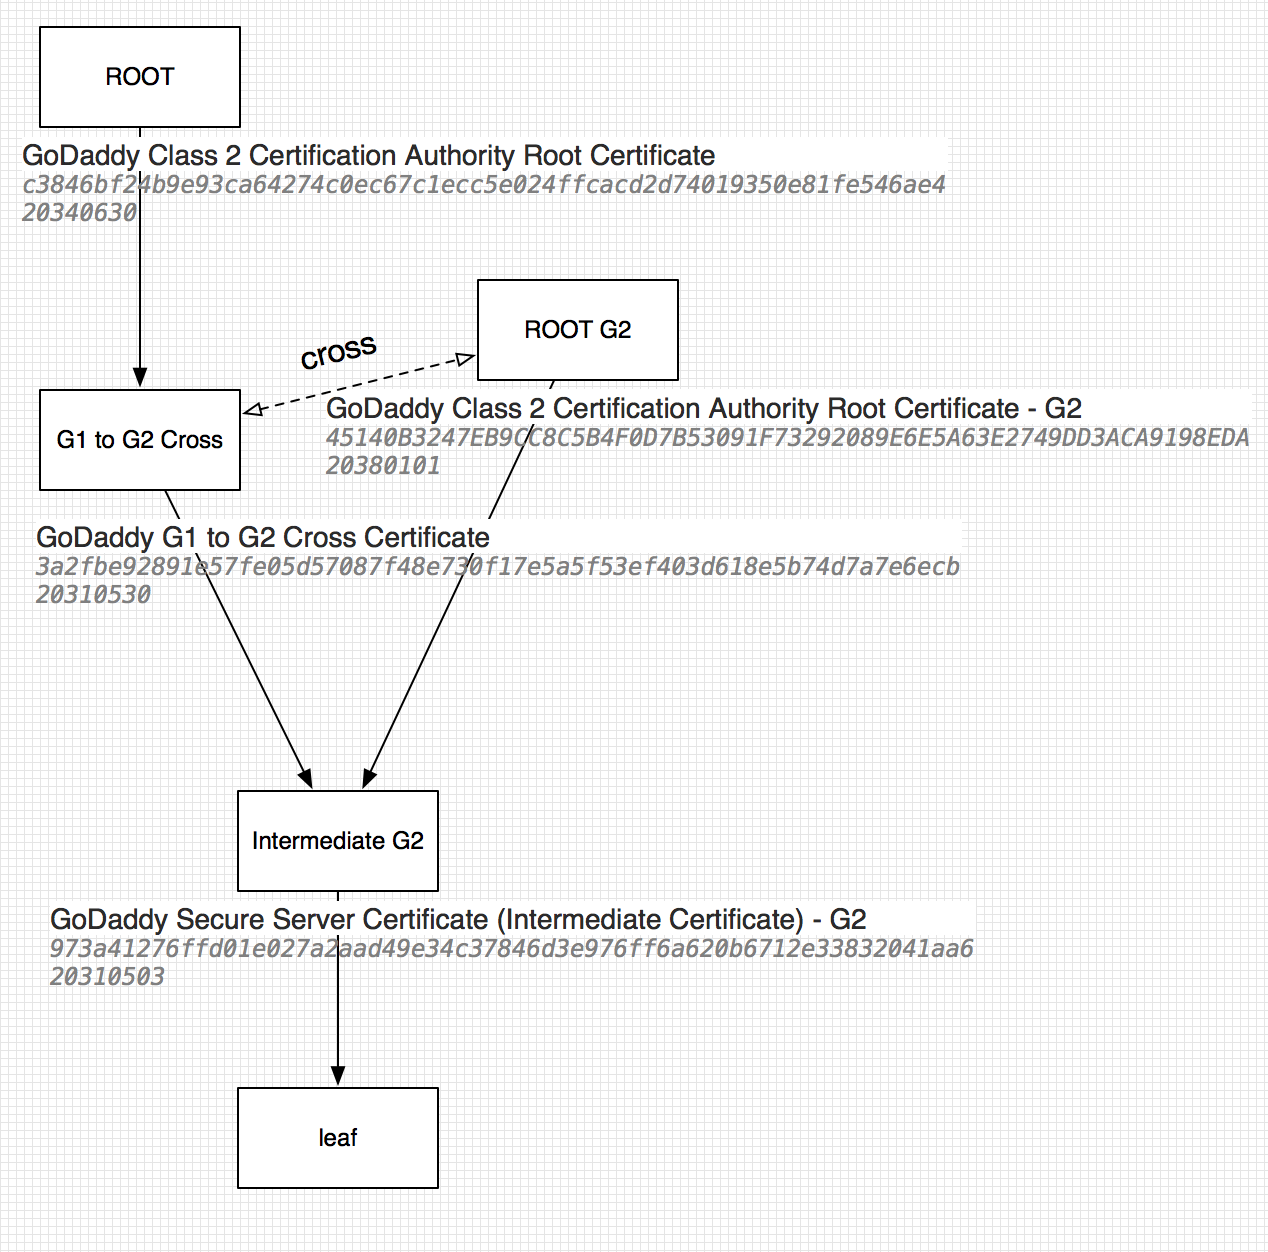 ROOT
GoDaddy Class 2 Certification Authority Root Certificate
c3846bf24b9e93ca64274c0ec67c1ecc5e024ffcacd2d74019350e81fe546ae4
20340630
ROOT G2
cross
GoDaddy Class 2 Certification Authority Root Certificate - G2
45140B3247EB9CC8C5B4F0D7B53091F73292089E6E5A63E2749DD3ACA9198EDA
20380101
G1 to G2 Cross
GoDaddy G1 to G2 Cross Certificate
3a2fbe92891e57fe05d57087f48e730f17e5a5f53ef403d618e5b74d7a7e6ecb
20310530
Intermediate G2
GoDaddy Secure Server Certificate (Intermediate Certificate) - G2
973a41276ffd01e027a2aad49e34c37846d3e976ff6a620b6712e33832041aa6
20310503
leaf